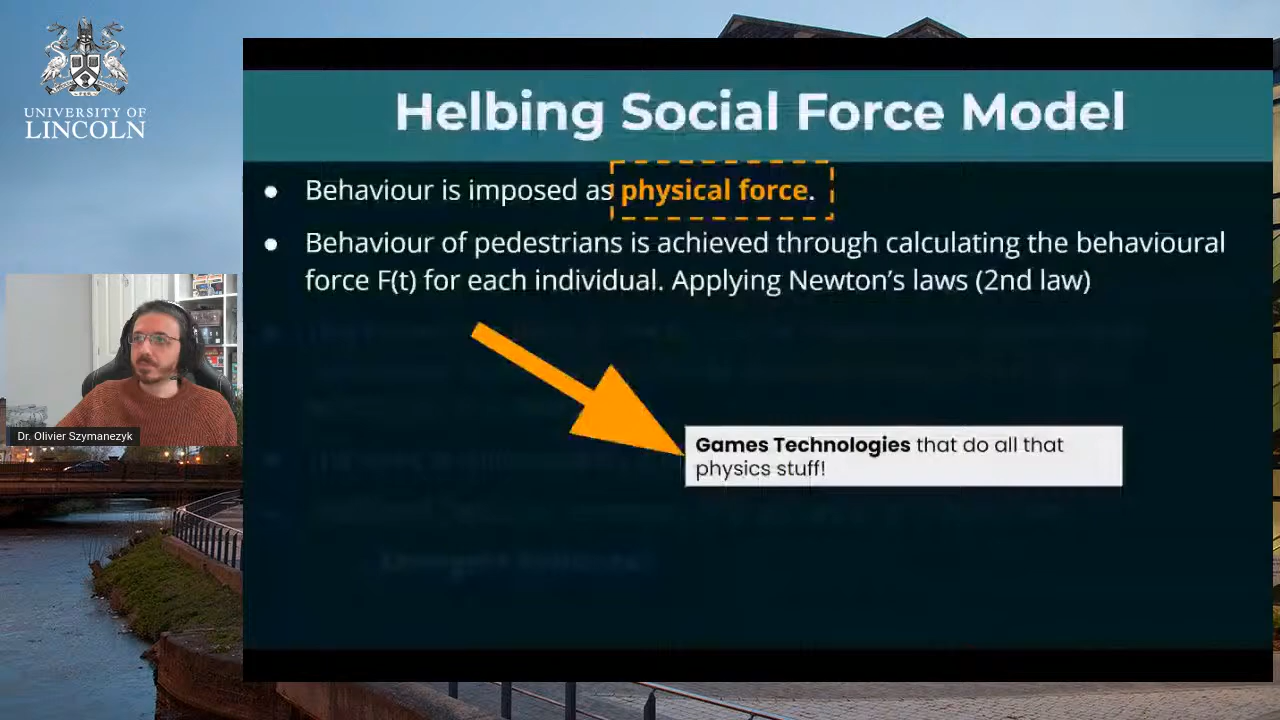 UNIVERSITY OF
LINCOLN
Helbing Social Force Model
● Behaviour is imposed as physical force.
● Behaviour of pedestrians is achieved through calculating the behavioural
force F(t) for each individual. Applying Newton's laws (2nd law)
Games Technologies that do all that
physics stuff!
Dr. Olivier Szymanezyk